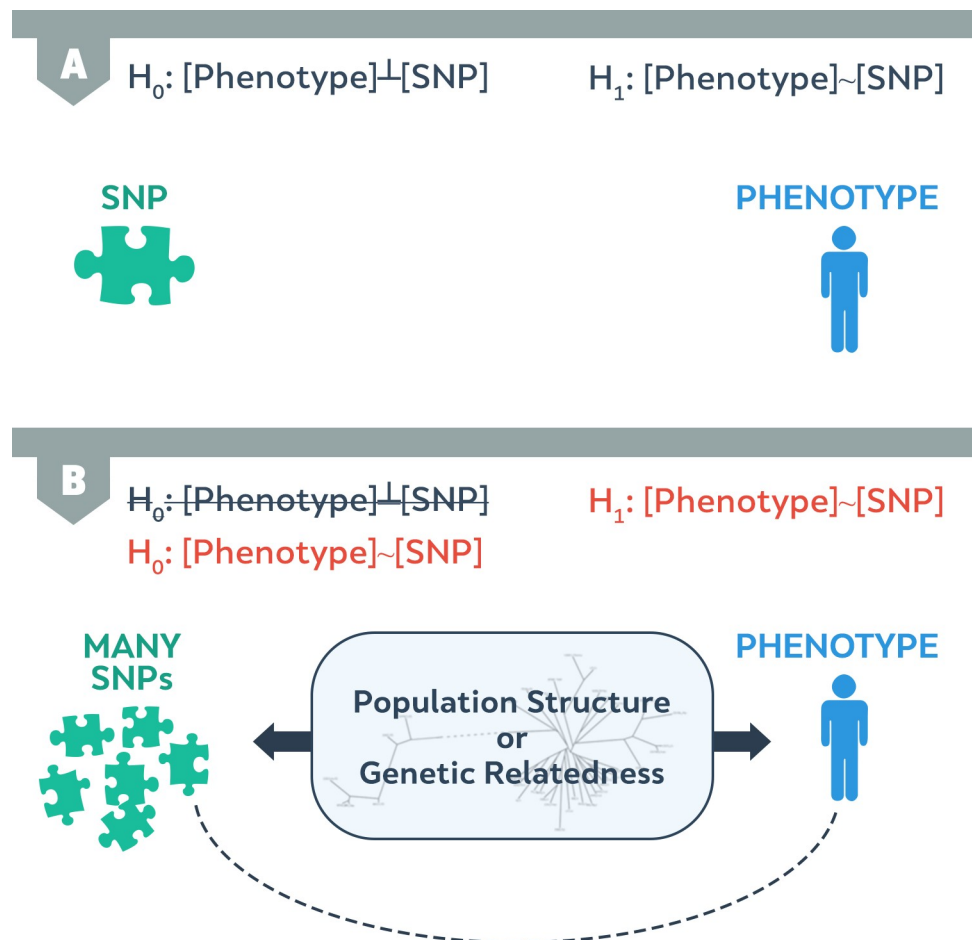 A
H₀: [Phenotype]⊥[SNP]
H₁: [Phenotype]~[SNP]
SNP
PHENOTYPE
B
H₀: [Phenotype]⊥[SNP]
H₁: [Phenotype]~[SNP]
H₀: [Phenotype]~[SNP]
MANY
SNPs
Population Structure
or
Genetic Relatedness
PHENOTYPE